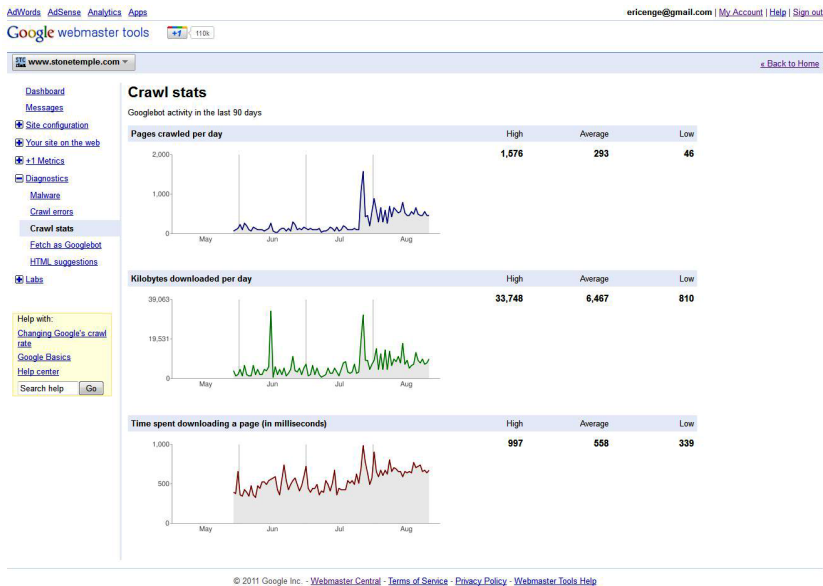 AdWords AdSense Analytics Apps
ericenge@gmail.com | My Account | Help | Sign out
Google webmaster tools +1 110k
STC www.stonetemple.com
« Back to Home
Dashboard
Messages
Site configuration
Your site on the web
+1 Metrics
Diagnostics
Malware
Crawl errors
Crawl stats
Fetch as Googlebot
HTML suggestions
Labs
Help with:
Changing Google's crawl
rate
Google Basics
Help center
Search help Go
Crawl stats
Googlebot activity in the last 90 days
Pages crawled per day High Average Low
1,576 293 46
2,000
1,000
0
May Jun Jul Aug
Kilobytes downloaded per day High Average Low
33,748 6,467 810
39,063
19,531
0
May Jun Jul Aug
Time spent downloading a page (in milliseconds) High Average Low
997 558 339
1,000
500
0
May Jun Jul Aug
© 2011 Google Inc. - Webmaster Central - Terms of Service - Privacy Policy - Webmaster Tools Help